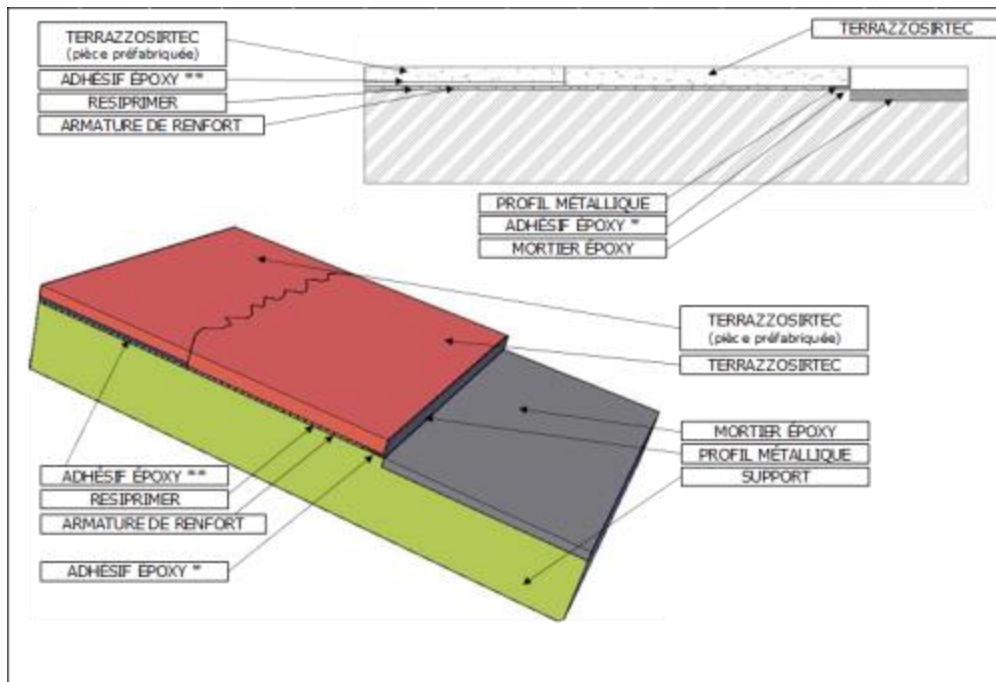 TERRAZZOSIRTEC
(pièce préfabriquée)
ADHÉSIF ÉPOXY **
RESIPRIMER
ARMATURE DE RENFORT
TERRAZZOSIRTEC
PROFIL MÉTALLIQUE
ADHÉSIF ÉPOXY *
MORTIER ÉPOXY
TERRAZZOSIRTEC
(pièce préfabriquée)
TERRAZZOSIRTEC
MORTIER ÉPOXY
PROFIL MÉTALLIQUE
SUPPORT
ADHÉSIF ÉPOXY **
RESIPRIMER
ARMATURE DE RENFORT
ADHÉSIF ÉPOXY *